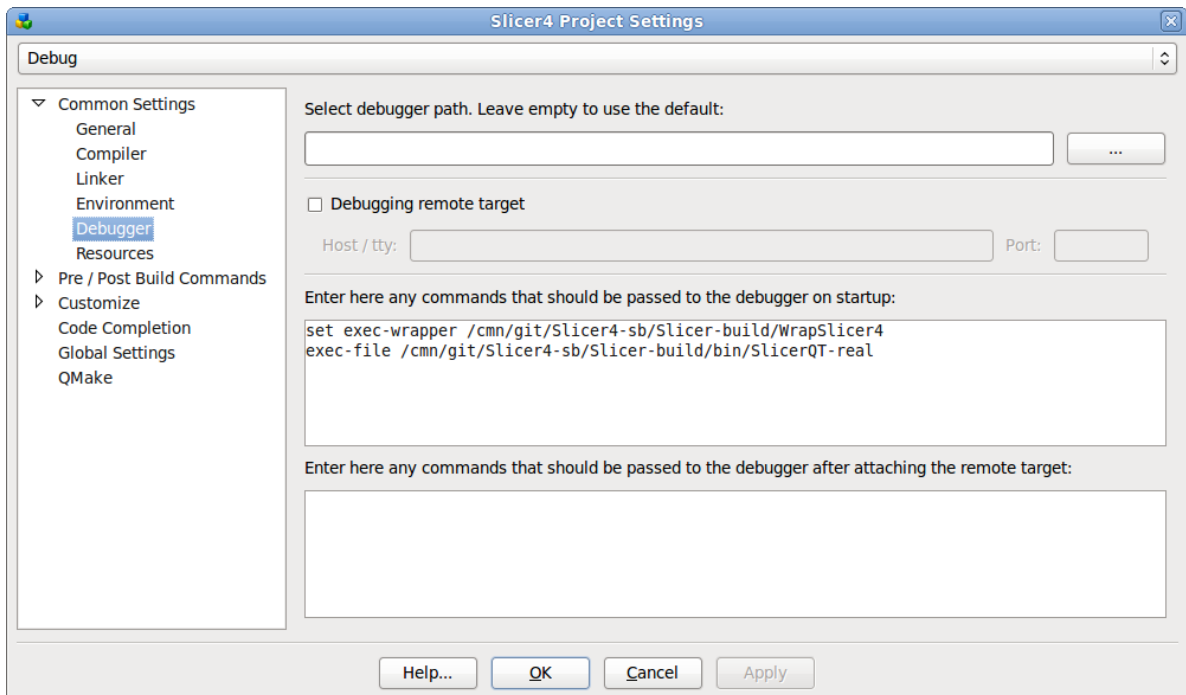 Slicer4 Project Settings
Debug
Common Settings
General
Compiler
Linker
Environment
Debugger
Resources
Pre / Post Build Commands
Customize
Code Completion
Global Settings
QMake
Select debugger path. Leave empty to use the default:
...
Debugging remote target
Host / tty:
Port:
Enter here any commands that should be passed to the debugger on startup:
set exec-wrapper /cmn/git/Slicer4-sb/Slicer-build/WrapSlicer4
exec-file /cmn/git/Slicer4-sb/Slicer-build/bin/SlicerQT-real
Enter here any commands that should be passed to the debugger after attaching the remote target:
Help... OK Cancel Apply